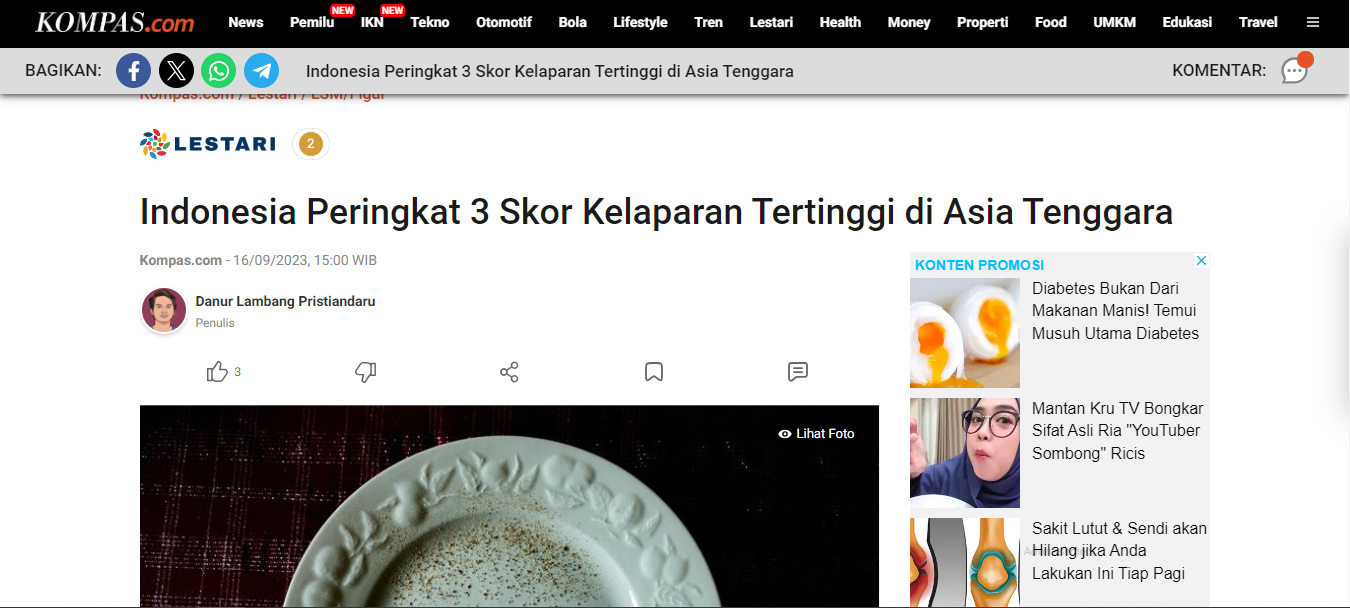 KOMPAS.com
News Pemilu NEW IKN NEW Tekno Otomotif Bola Lifestyle Tren Lestari Health Money Properti Food UMKM Edukasi Travel
BAGIKAN: Indonesia Peringkat 3 Skor Kelaparan Tertinggi di Asia Tenggara KOMENTAR:
Kompas.com / Lestari / LSM/Figur
LESTARI 2
Indonesia Peringkat 3 Skor Kelaparan Tertinggi di Asia Tenggara
Kompas.com - 16/09/2023, 15:00 WIB
Danur Lambang Pristiandaru
Penulis
3
Lihat Foto
KONTEN PROMOSI
Diabetes Bukan Dari
Makanan Manis! Temui
Musuh Utama Diabetes
Mantan Kru TV Bongkar
Sifat Asli Ria "YouTuber
Sombong" Ricis
Sakit Lutut & Sendi akan
Hilang jika Anda
Lakukan Ini Tiap Pagi